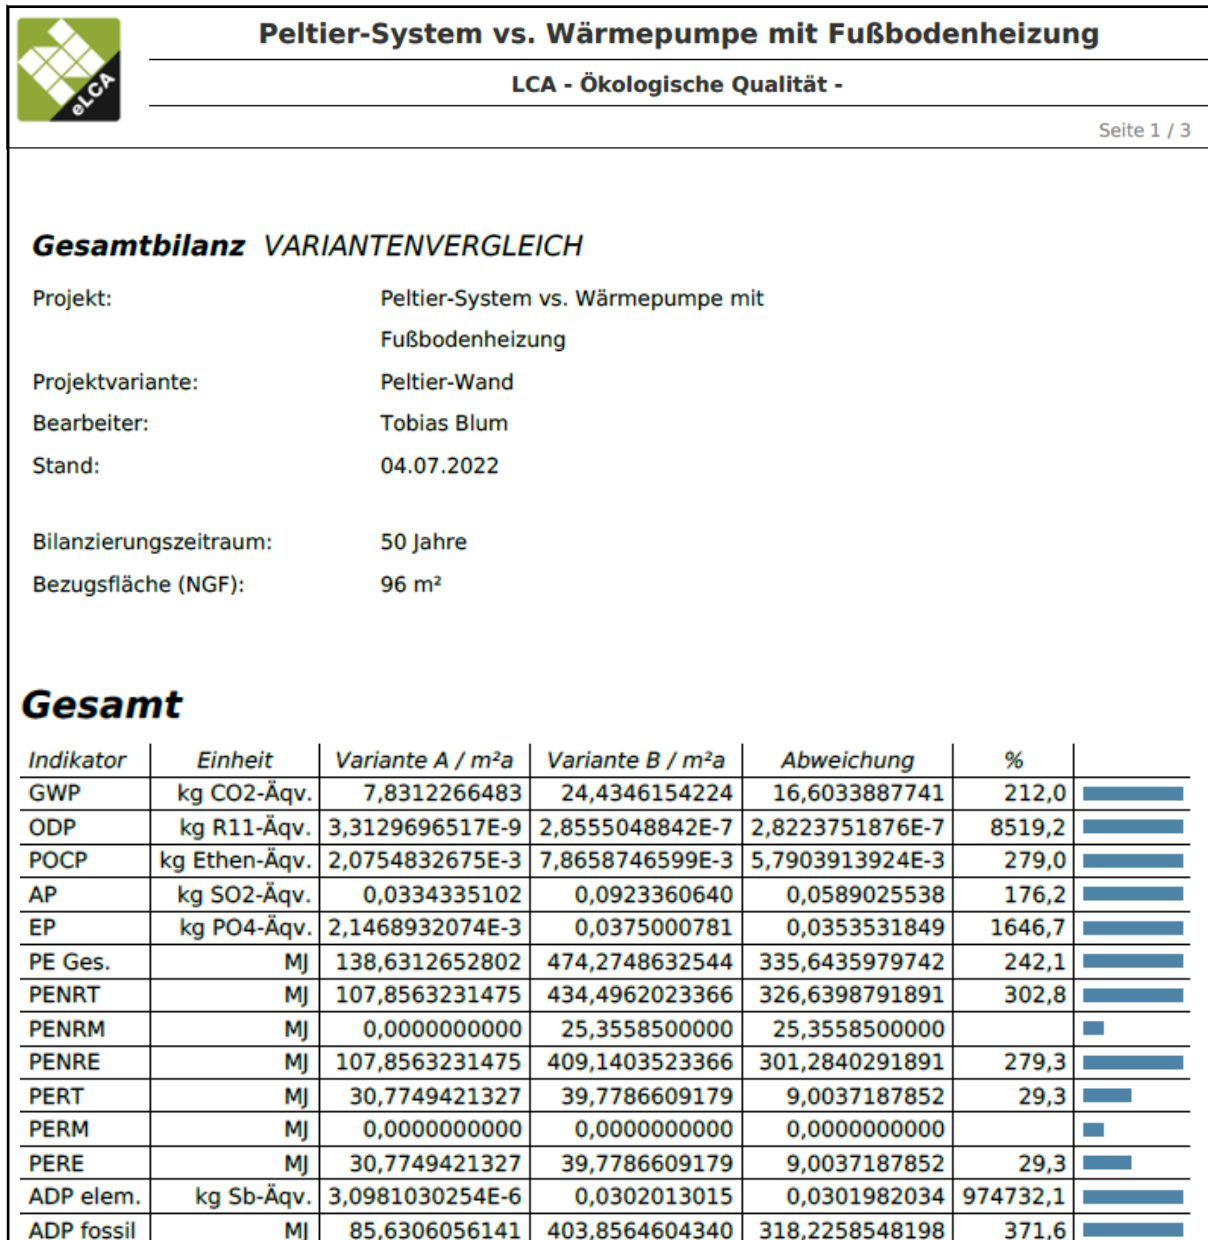 Peltier-System vs. Wärmepumpe mit Fußbodenheizung
eLCA
LCA - Ökologische Qualität -
Seite 1 / 3
Gesamtbilanz VARIANTENVERGLEICH
Projekt: Peltier-System vs. Wärmepumpe mit
Fußbodenheizung
Projektvariante: Peltier-Wand
Bearbeiter: Tobias Blum
Stand: 04.07.2022
Bilanzierungszeitraum: 50 Jahre
Bezugsfläche (NGF): 96 m²
Gesamt
Indikator Einheit Variante A / m²a Variante B / m²a Abweichung %
GWP kg CO2-Äqv. 7,8312266483 24,4346154224 16,6033887741 212,0
ODP kg R11-Äqv. 3,3129696517E-9 2,8555048842E-7 2,8223751876E-7 8519,2
POCP kg Ethen-Äqv. 2,0754832675E-3 7,8658746599E-3 5,7903913924E-3 279,0
AP kg SO2-Äqv. 0,0334335102 0,0923360640 0,0589025538 176,2
EP kg PO4-Äqv. 2,1468932074E-3 0,0375000781 0,0353531849 1646,7
PE Ges. MJ 138,6312652802 474,2748632544 335,6435979742 242,1
PENRT MJ 107,8563231475 434,4962023366 326,6398791891 302,8
PENRM MJ 0,0000000000 25,3558500000 25,3558500000
PENRE MJ 107,8563231475 409,1403523366 301,2840291891 279,3
PERT MJ 30,7749421327 39,7786609179 9,0037187852 29,3
PERM MJ 0,0000000000 0,0000000000 0,0000000000
PERE MJ 30,7749421327 39,7786609179 9,0037187852 29,3
ADP elem. kg Sb-Äqv. 3,0981030254E-6 0,0302013015 0,0301982034 974732,1
ADP fossil MJ 85,6306056141 403,8564604340 318,2258548198 371,6